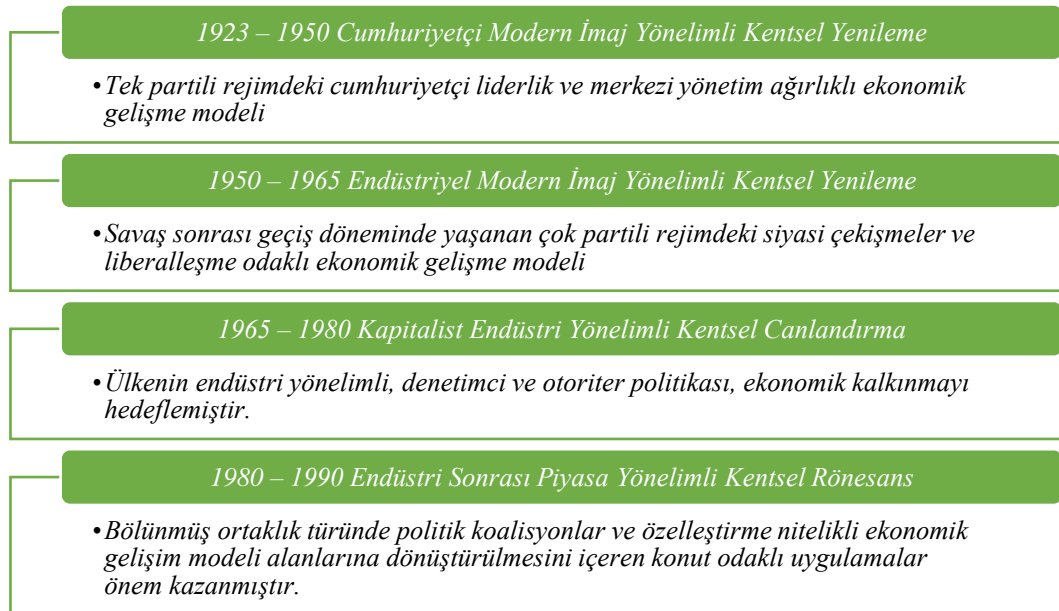 1923 – 1950 Cumhuriyetçi Modern İmaj Yönelimli Kentsel Yenileme
•Tek partili rejimdeki cumhuriyetçi liderlik ve merkezi yönetim ağırlıklı ekonomik
gelişme modeli
1950 – 1965 Endüstriyel Modern İmaj Yönelimli Kentsel Yenileme
•Savaş sonrası geçiş döneminde yaşanan çok partili rejimdeki siyasi çekişmeler ve
liberalleşme odaklı ekonomik gelişme modeli
1965 – 1980 Kapitalist Endüstri Yönelimli Kentsel Canlandırma
•Ülkenin endüstri yönelimli, denetimci ve otoriter politikası, ekonomik kalkınmayı
hedeflemiştir.
1980 – 1990 Endüstri Sonrası Piyasa Yönelimli Kentsel Rönesans
•Bölünmüş ortaklık türünde politik koalisyonlar ve özelleştirme nitelikli ekonomik
gelişim modeli alanlarına dönüştürülmesini içeren konut odaklı uygulamalar
önem kazanmıştır.